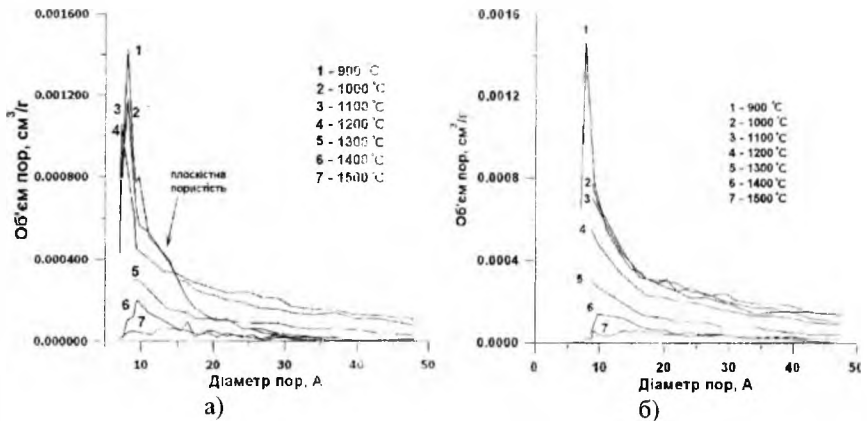 0.001600
0.001200
0.000800
0.000400
0.000000
Об'єм пор, см³/г
1
2
3
4
5
6
7
плоскістна
пористість
1 - 900 °С
2 - 1000 °С
3 - 1100 °С
4 - 1200 °С
5 - 1300 °С
6 - 1400 °С
7 - 1500 °С
10 20 30 40 50
Діаметр пор, А
а)
0.0016
0.0012
0.0008
0.0004
0.0000
Об'єм пор, см³/г
1
2
3
4
5
6
7
1 - 900 °С
2 - 1000 °С
3 - 1100 °С
4 - 1200 °С
5 - 1300 °С
6 - 1400 °С
7 - 1500 °С
0 10 20 30 40 50
Діаметр пор, А
б)